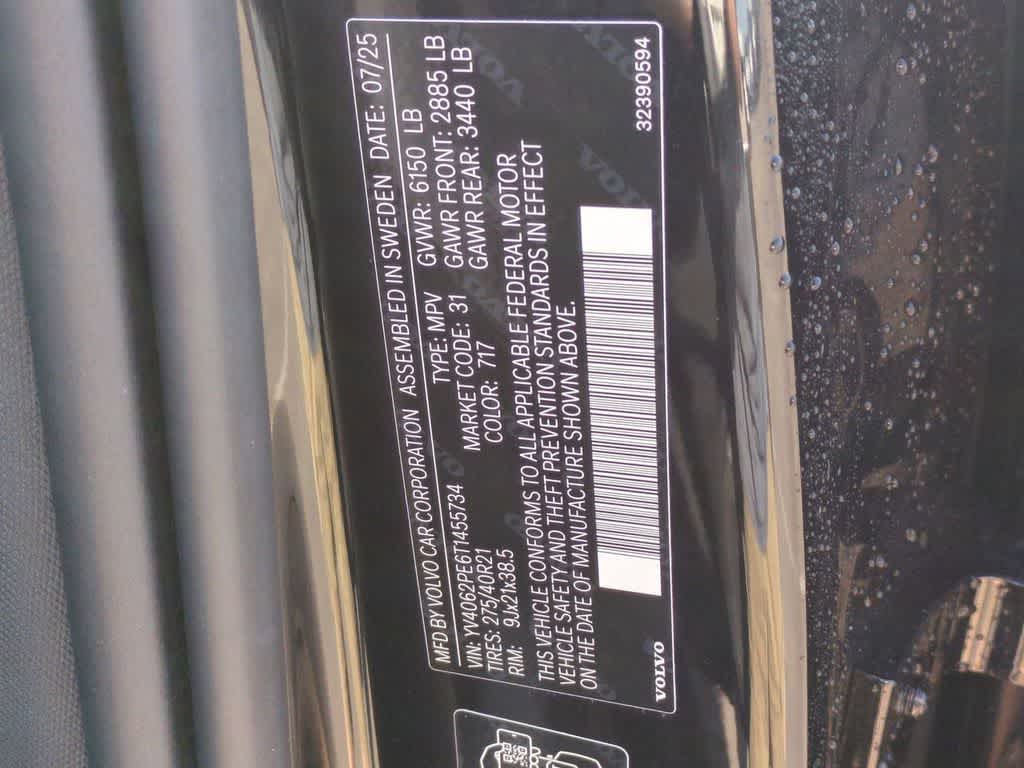 MFD BY VOLVO CAR CORPORATION ASSEMBLED IN SWEDEN DATE: 07/25
VIN: YV4062PE6T1455734 TYPE: MPV GVWR: 6150 LB
TIRES: 275/40R21 MARKET CODE: 31 GAWR FRONT: 2885 LB
RIM: 9Jx21x38.5 COLOR: 717 GAWR REAR: 3440 LB
THIS VEHICLE CONFORMS TO ALL APPLICABLE FEDERAL MOTOR
VEHICLE SAFETY AND THEFT PREVENTION STANDARDS IN EFFECT
ON THE DATE OF MANUFACTURE SHOWN ABOVE.
VOLVO 32390594